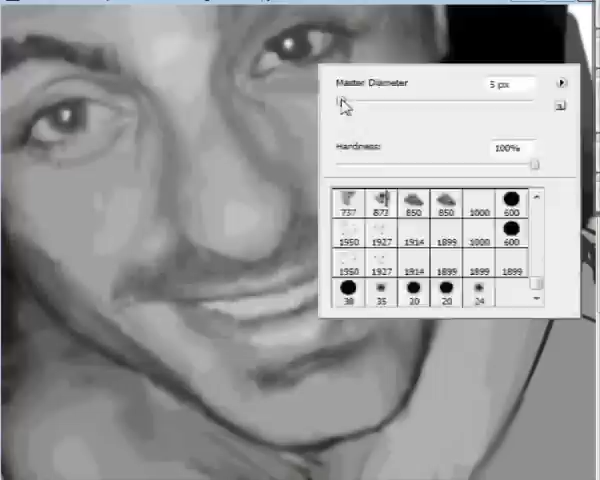 Master Diameter 5 px
Hardness: 100%
737 872 850 850 1000 600
1950 1927 1914 1899 1000 600
1950 1927 1914 1899 1899 1899
38 35 20 20 24